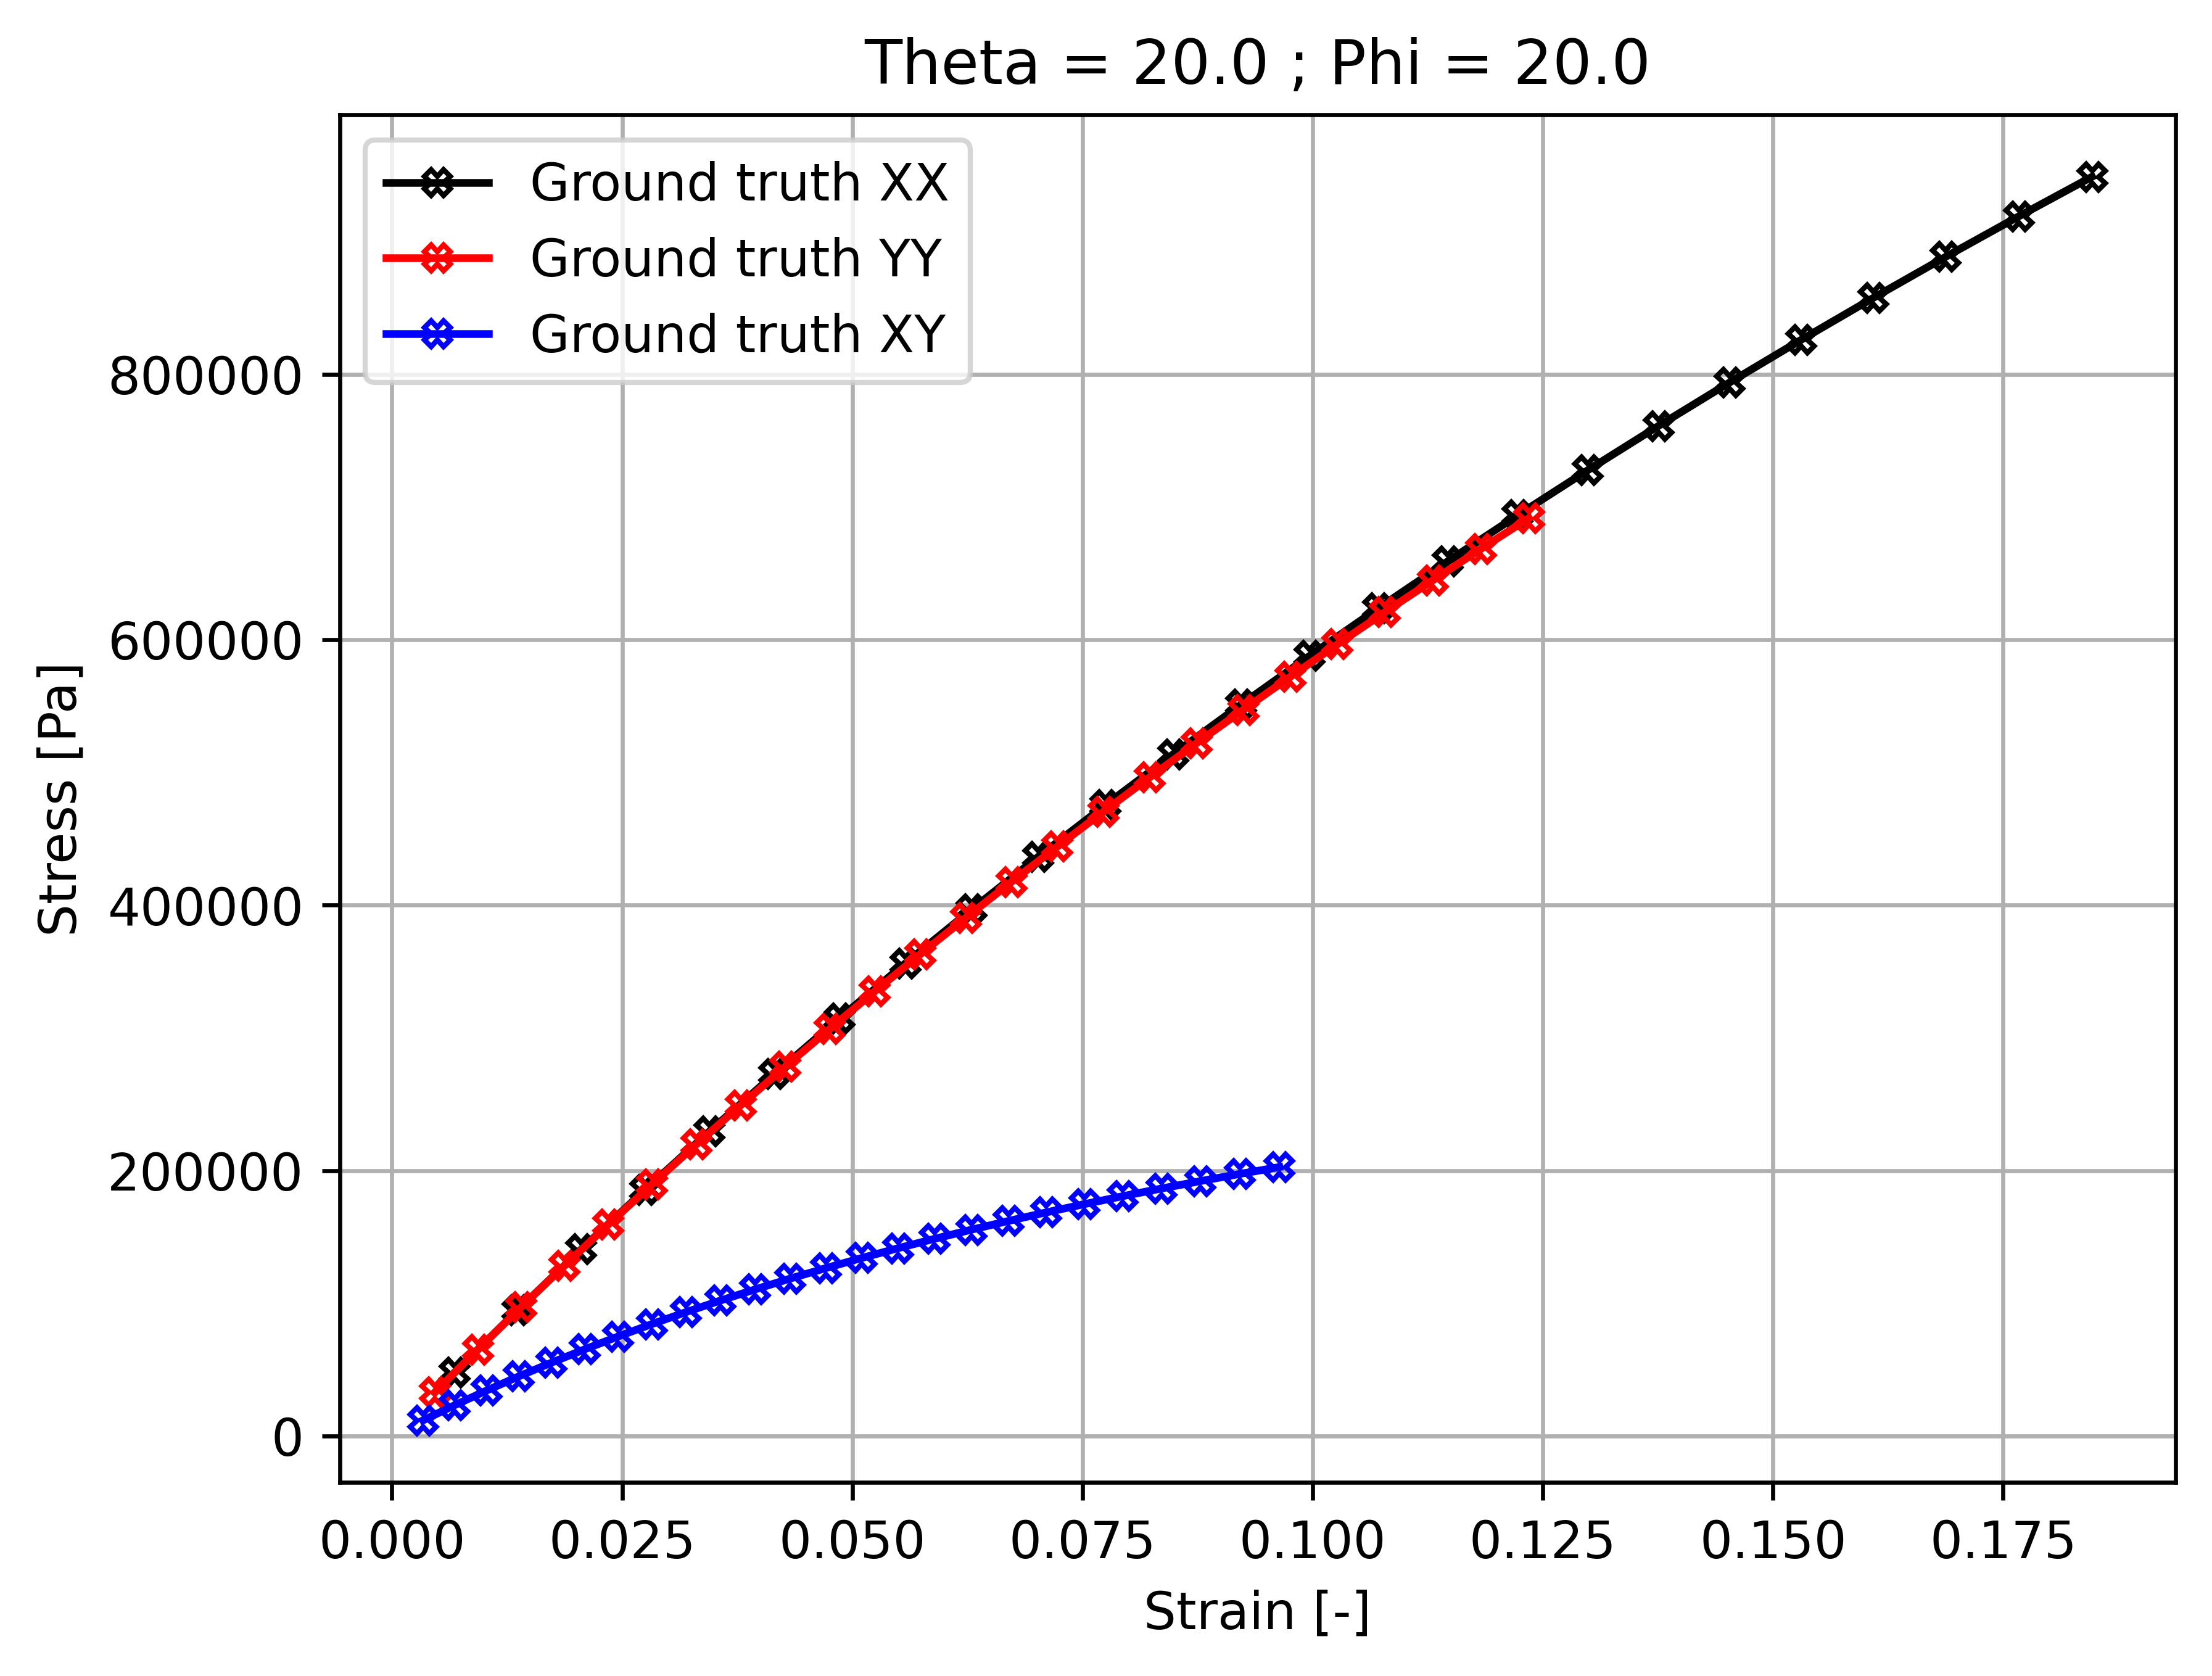 Theta = 20.0 ; Phi = 20.0
Ground truth XX
Ground truth YY
Ground truth XY
800000
600000
400000
200000
0
Stress [Pa]
0.000 0.025 0.050 0.075 0.100 0.125 0.150 0.175
Strain [-]